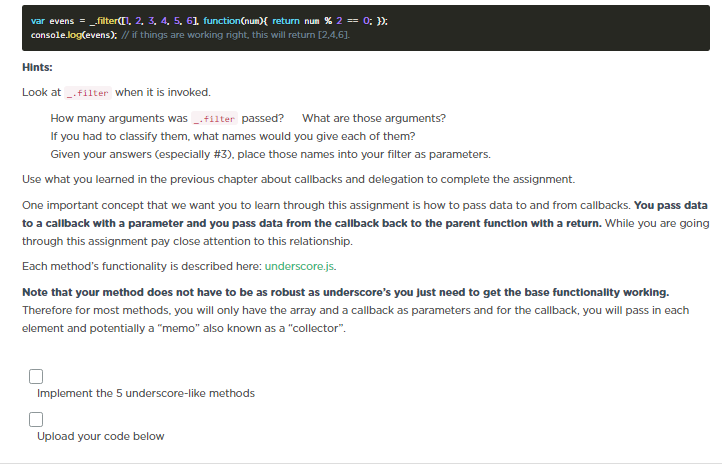 var evens = _.filter([1, 2, 3, 4, 5, 6], function(num){ return num % 2 == 0; });
console.log(evens); // if things are working right, this will return [2,4,6].
Hints:
Look at _.filter when it is invoked.
How many arguments was _.filter passed? What are those arguments?
If you had to classify them, what names would you give each of them?
Given your answers (especially #3), place those names into your filter as parameters.
Use what you learned in the previous chapter about callbacks and delegation to complete the assignment.
One important concept that we want you to learn through this assignment is how to pass data to and from callbacks. You pass data
to a callback with a parameter and you pass data from the callback back to the parent function with a return. While you are going
through this assignment pay close attention to this relationship.
Each method's functionality is described here: underscore.js.
Note that your method does not have to be as robust as underscore's you just need to get the base functionality working.
Therefore for most methods, you will only have the array and a callback as parameters and for the callback, you will pass in each
element and potentially a "memo" also known as a "collector".
Implement the 5 underscore-like methods
Upload your code below